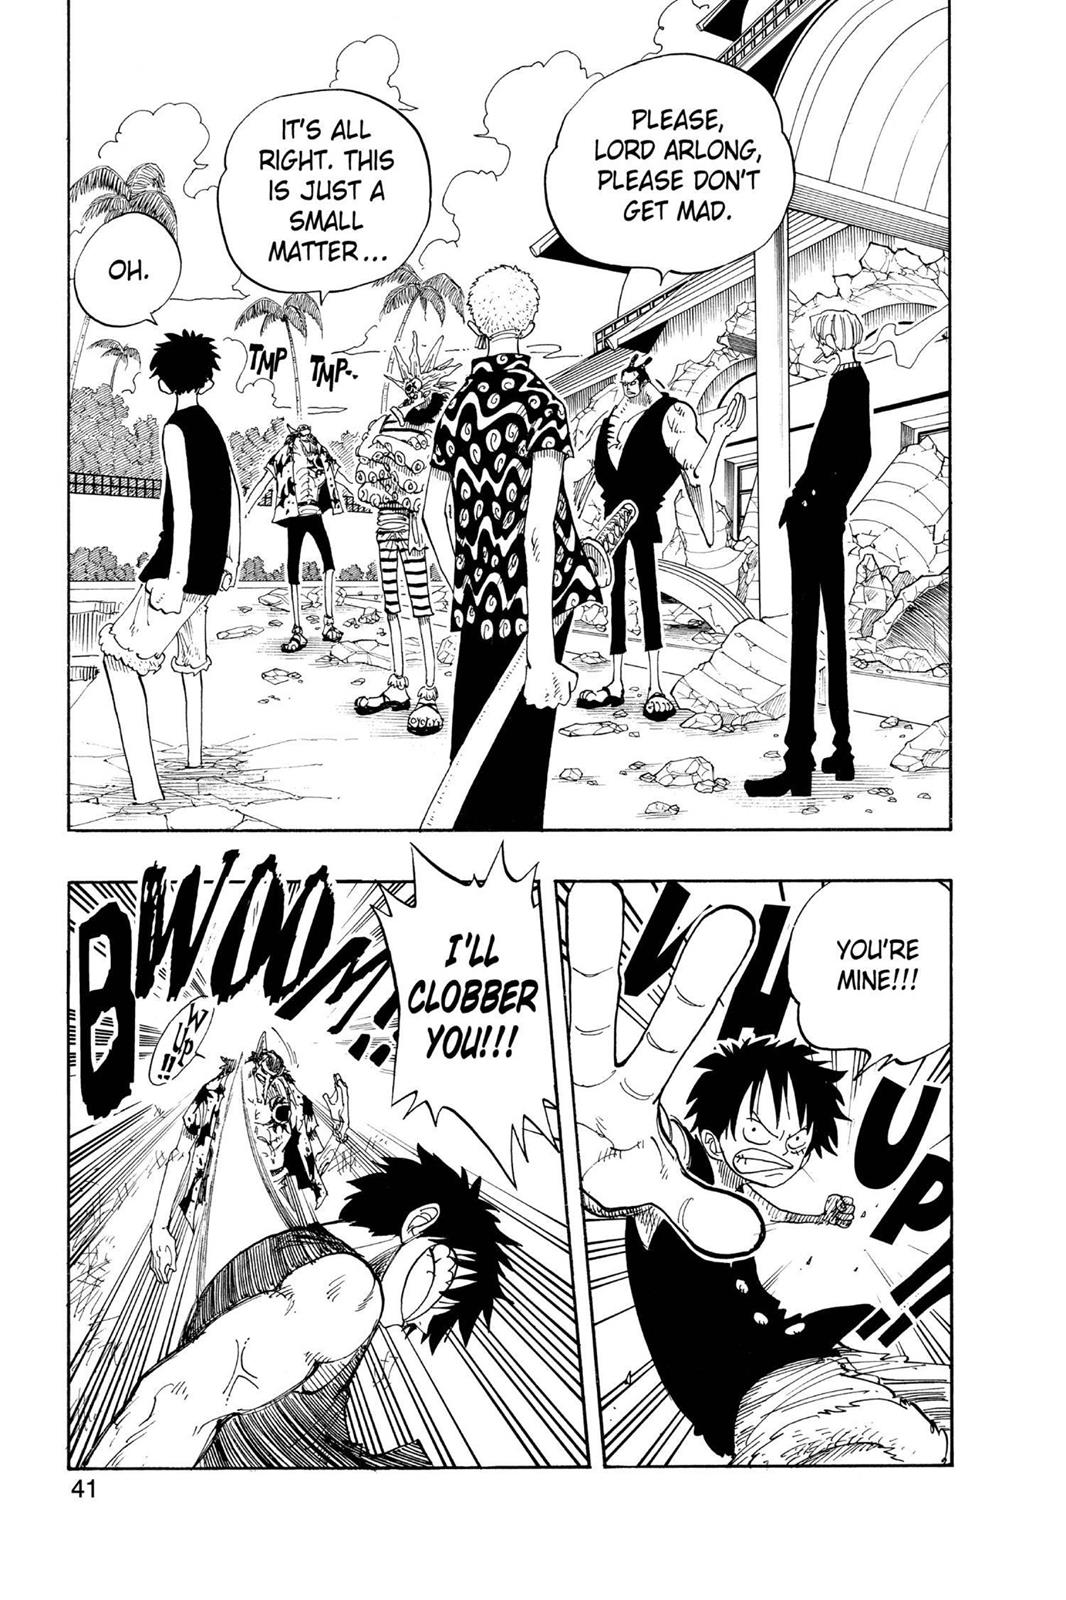 PLEASE,
LORD ARLONG,
PLEASE DON'T
GET MAD.
IT'S ALL
RIGHT. THIS
IS JUST A
SMALL
MATTER...
OH.
TMP
TMP..
YOU'RE
MINE!!!
WHUP!!
I'LL
CLOBBER
YOU!!!
BWOOM!!
WUP!!
41